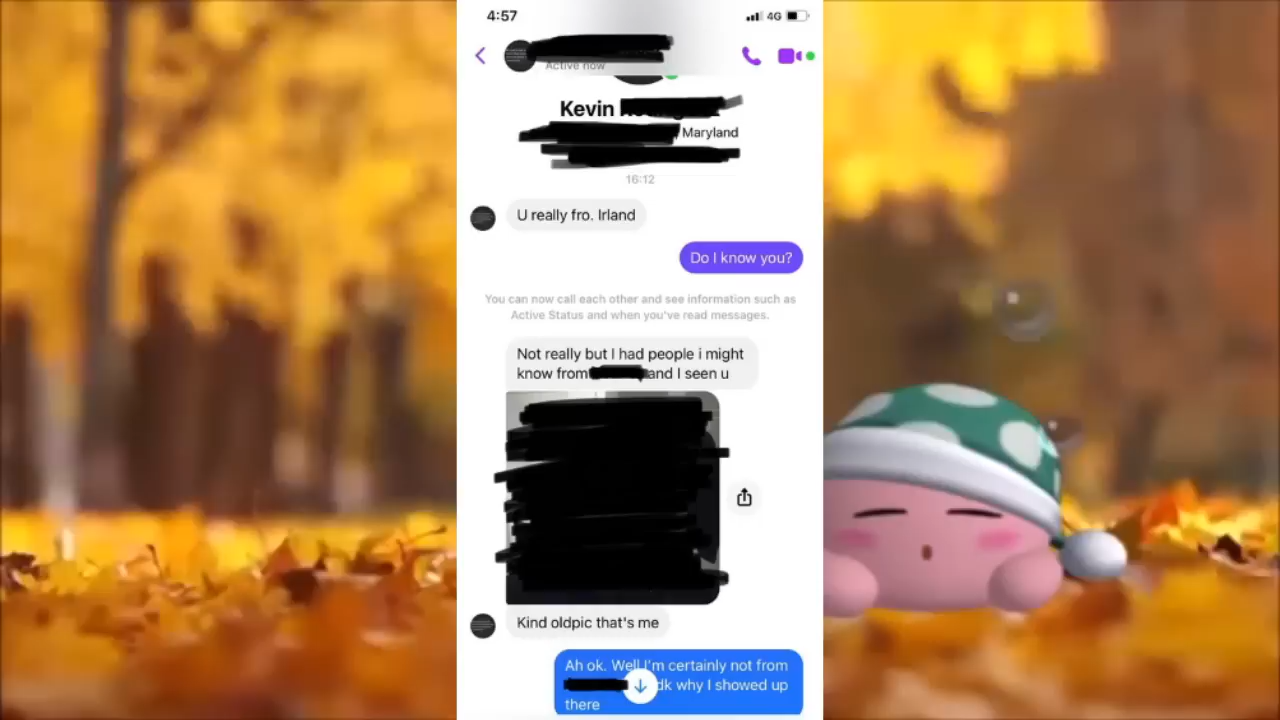 4:57
4G
Active now
Kevin
, Maryland
16:12
U really fro. Irland
Do I know you?
You can now call each other and see information such as
Active Status and when you've read messages.
Not really but I had people i might
know from and I seen u
Kind oldpic that's me
Ah ok. Well I'm certainly not from
why I showed up
there